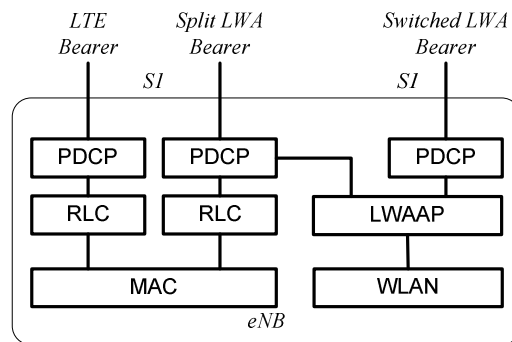 LTE Bearer
Split LWA Bearer
Switched LWA Bearer
S1
S1
PDCP
PDCP
PDCP
RLC
RLC
LWAAP
MAC
WLAN
eNB